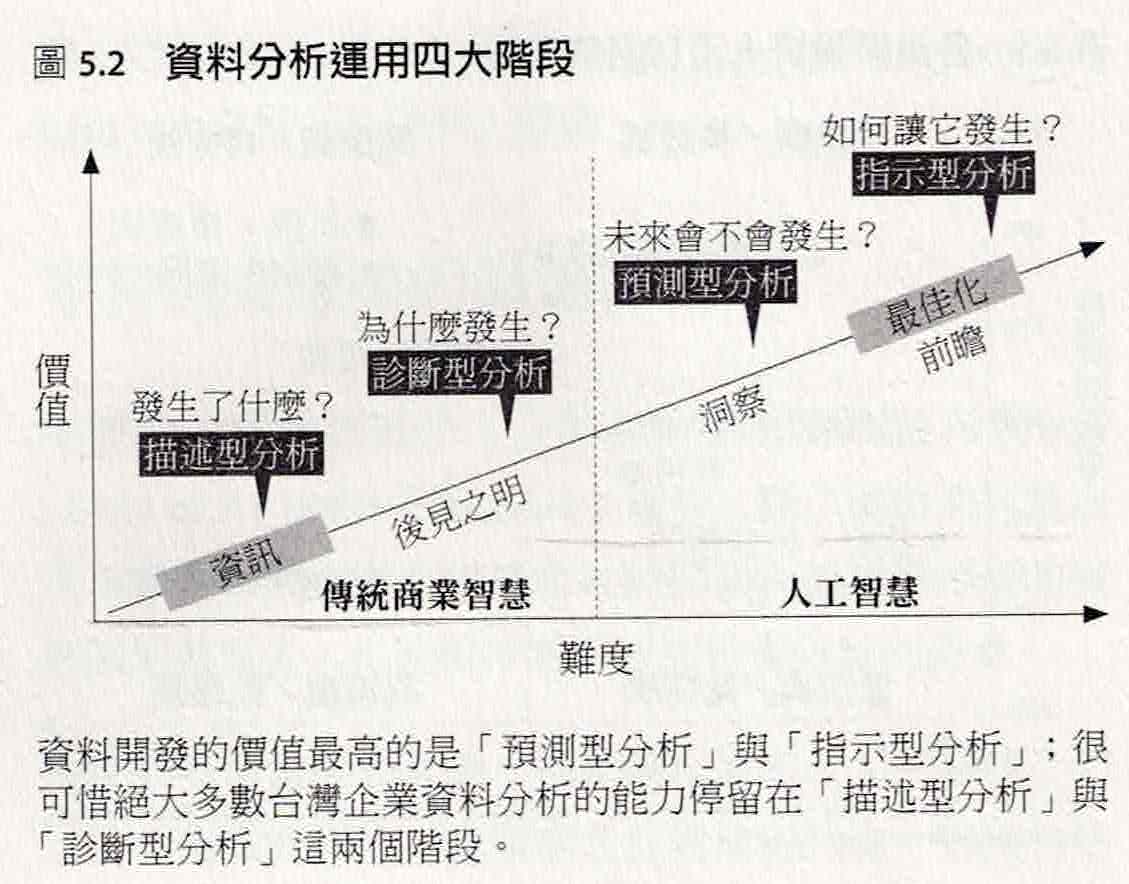 圖 5.2　資料分析運用四大階段
如何讓它發生？
指示型分析
未來會不會發生？
預測型分析
為什麼發生？
診斷型分析
發生了什麼？
描述型分析
價值
資訊
後見之明
洞察
最佳化
前瞻
傳統商業智慧
人工智慧
難度
資料開發的價值最高的是「預測型分析」與「指示型分析」；很
可惜絕大多數台灣企業資料分析的能力停留在「描述型分析」與
「診斷型分析」這兩個階段。